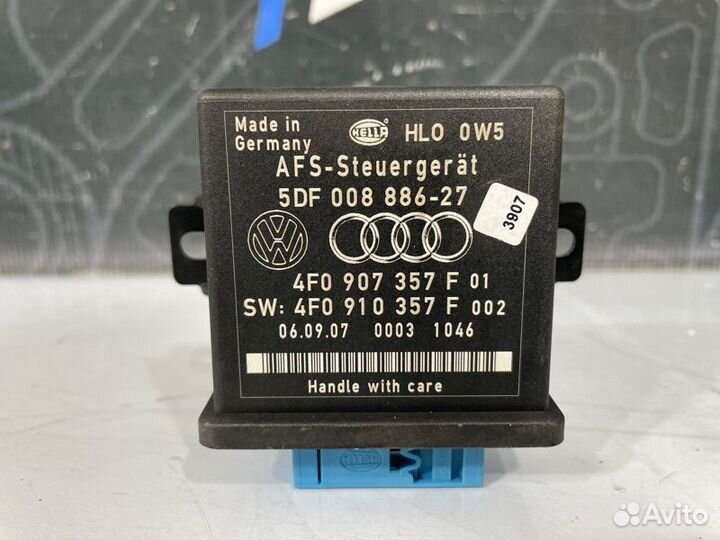 Made in
Germany
HELLA
HLO 0W5
AFS-Steuergerät
5DF 008 886-27
3907
4F0 907 357 F 01
SW: 4F0 910 357 F 002
06.09.07 0003 1046
Handle with care
HELLA
Avito